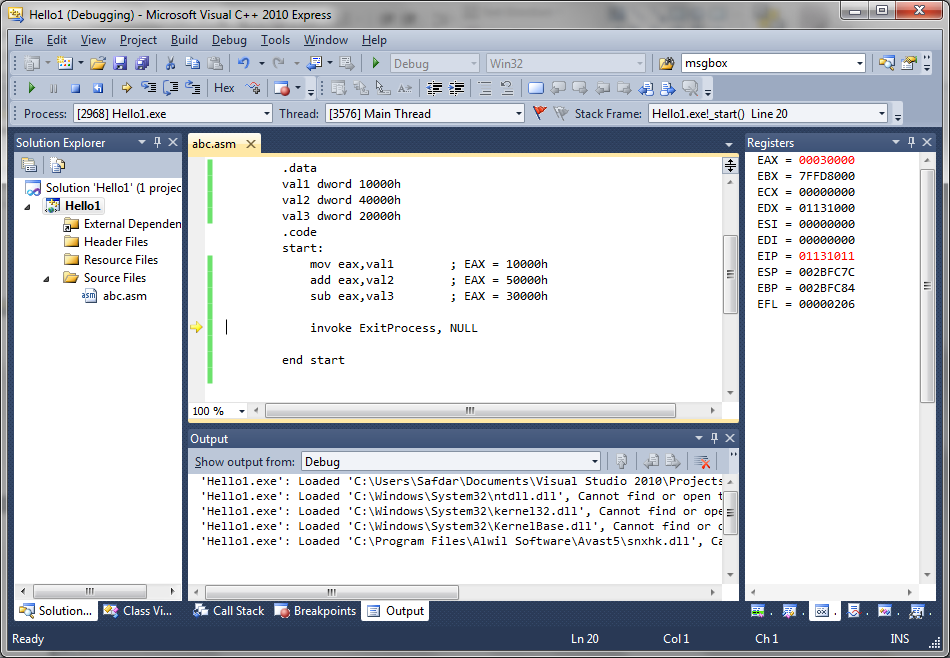 Hello1 (Debugging) - Microsoft Visual C++ 2010 Express
File Edit View Project Build Debug Tools Window Help
Debug Win32 msgbox
Hex
Process: [2968] Hello1.exe Thread: [3576] Main Thread Stack Frame: Hello1.exe!_start() Line 20
Solution Explorer
Solution 'Hello1' (1 projec
Hello1
External Dependen
Header Files
Resource Files
Source Files
asm abc.asm
Solution... Class Vi...
abc.asm
.data
val1 dword 10000h
val2 dword 40000h
val3 dword 20000h
.code
start:
mov eax,val1 ; EAX = 10000h
add eax,val2 ; EAX = 50000h
sub eax,val3 ; EAX = 30000h
invoke ExitProcess, NULL
end start
100 %
Output
Show output from: Debug
'Hello1.exe': Loaded 'C:\Users\Safdar\Documents\Visual Studio 2010\Projects
'Hello1.exe': Loaded 'C:\Windows\System32\ntdll.dll', Cannot find or open t
'Hello1.exe': Loaded 'C:\Windows\System32\kernel32.dll', Cannot find or ope
'Hello1.exe': Loaded 'C:\Windows\System32\KernelBase.dll', Cannot find or o
'Hello1.exe': Loaded 'C:\Program Files\Alwil Software\Avast5\snxhk.dll', Ca
Call Stack Breakpoints Output
Registers
EAX = 00030000
EBX = 7FFD8000
ECX = 00000000
EDX = 01131000
ESI = 00000000
EDI = 00000000
EIP = 01131011
ESP = 002BFC7C
EBP = 002BFC84
EFL = 00000206
Ready Ln 20 Col 1 Ch 1 INS